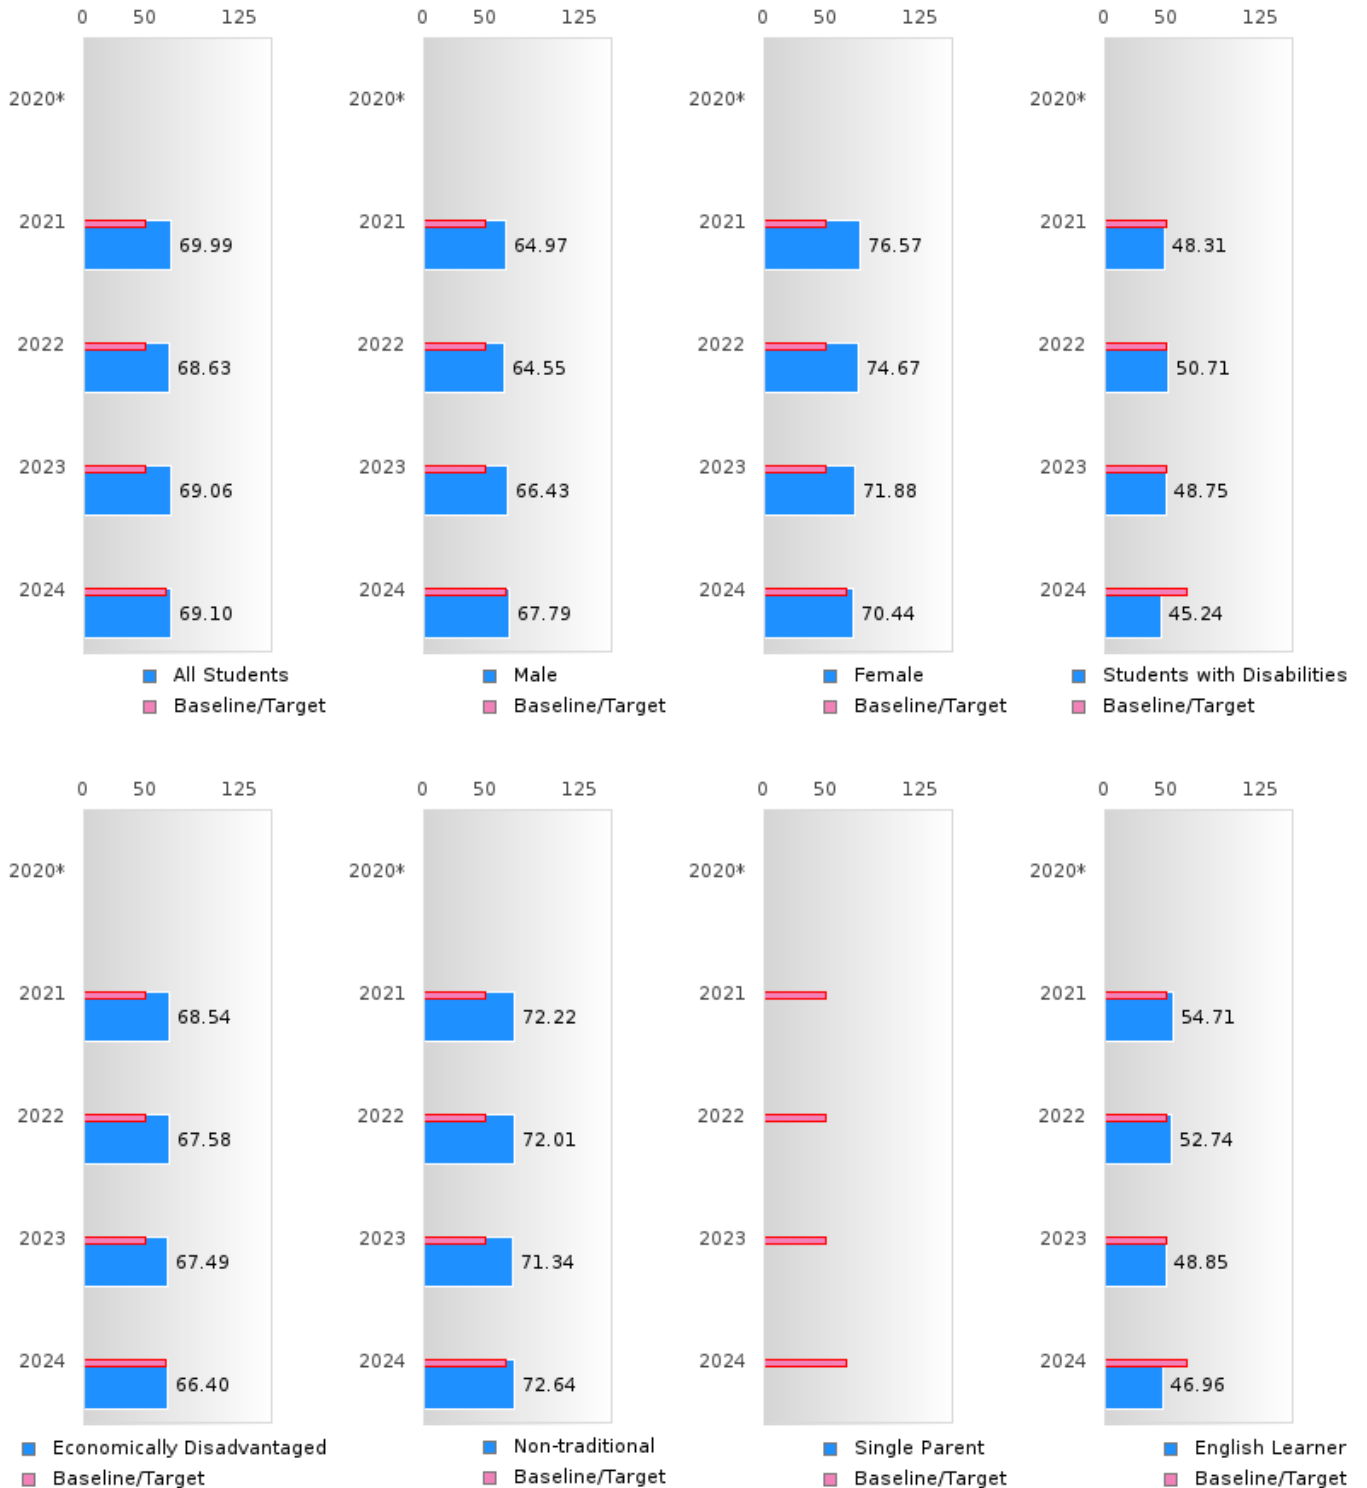 0 50 125 0 50 125 0 50 125 0 50 125
2020* 2020* 2020* 2020*
2021 2021 2021 2021
69.99 64.97 76.57 48.31
2022 2022 2022 2022
68.63 64.55 74.67 50.71
2023 2023 2023 2023
69.06 66.43 71.88 48.75
2024 2024 2024 2024
69.10 67.79 70.44 45.24
All Students Male Female Students with Disabilities
Baseline/Target Baseline/Target Baseline/Target Baseline/Target
0 50 125 0 50 125 0 50 125 0 50 125
2020* 2020* 2020* 2020*
2021 2021 2021 2021
68.54 72.22 54.71
2022 2022 2022 2022
67.58 72.01 52.74
2023 2023 2023 2023
67.49 71.34 48.85
2024 2024 2024 2024
66.40 72.64 46.96
Economically Disadvantaged Non-traditional Single Parent English Learner
Baseline/Target Baseline/Target Baseline/Target Baseline/Target